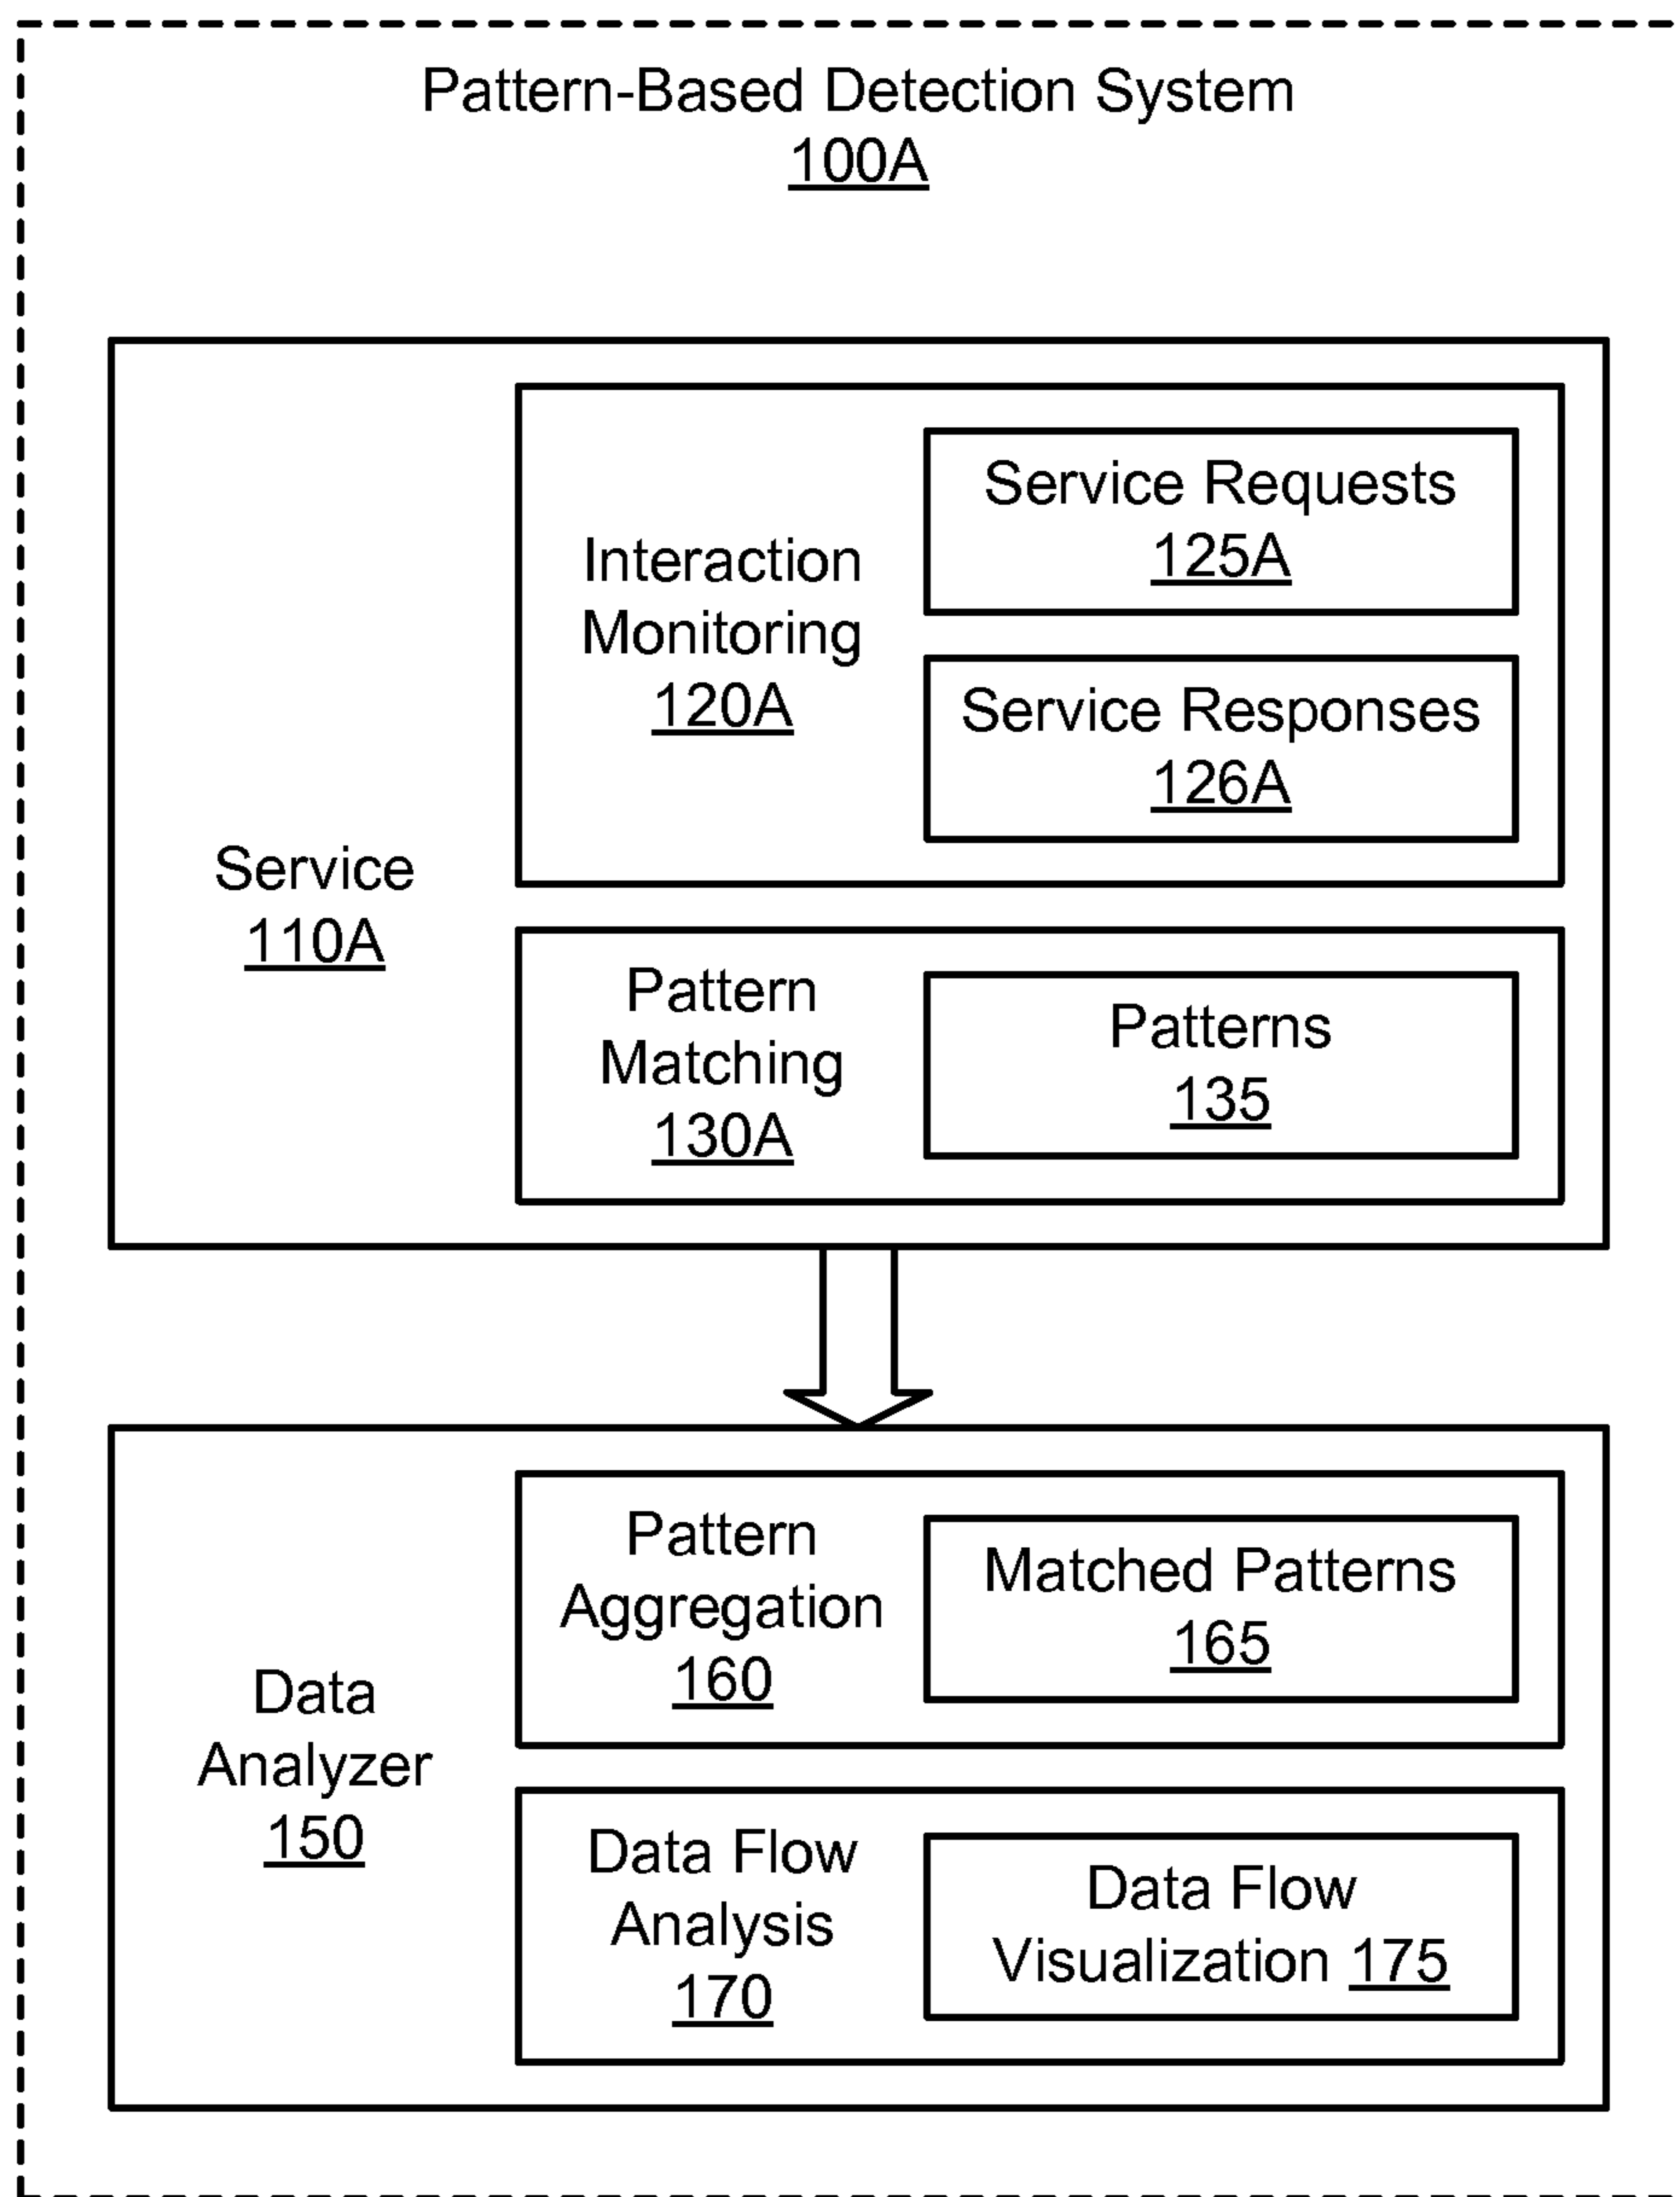 Pattern-Based Detection System
100A
Service
110A
Interaction
Monitoring
120A
Service Requests
125A
Service Responses
126A
Pattern
Matching
130A
Patterns
135
Data
Analyzer
150
Pattern
Aggregation
160
Matched Patterns
165
Data Flow
Analysis
170
Data Flow
Visualization 175